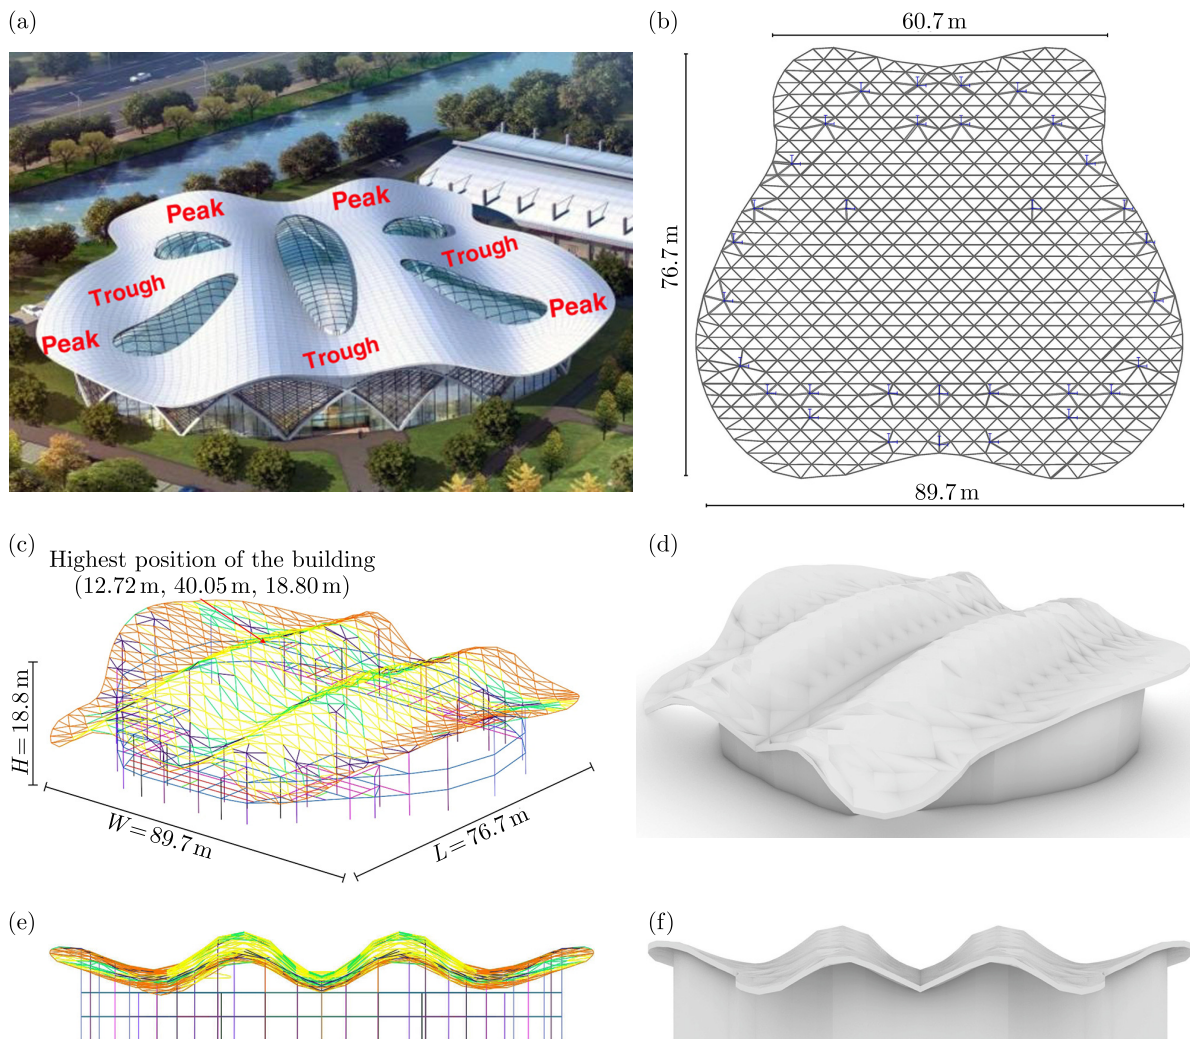 (a)
Peak
Peak
Trough
Trough
Peak
Peak
Trough
(b)
60.7 m
76.7 m
89.7 m
(c)
Highest position of the building
(12.72 m, 40.05 m, 18.80 m)
H=18.8 m
W=89.7 m
L=76.7 m
(d)
(e)
(f)